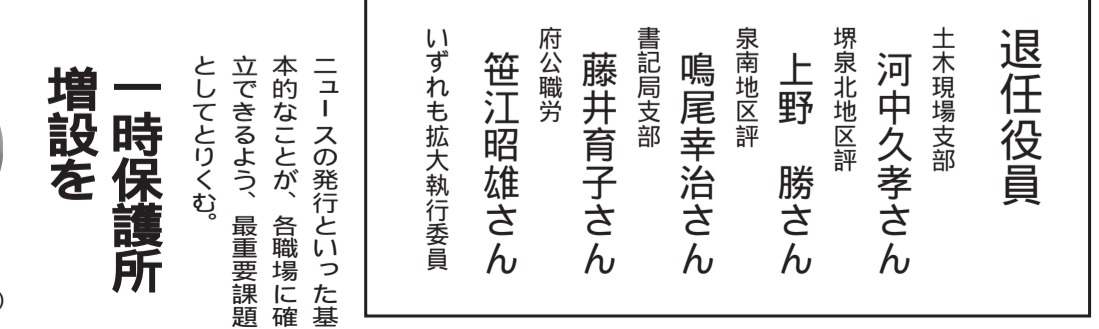 退任役員
土木現場支部
河中久孝さん
堺泉北地区評
上野　勝さん
泉南地区評
鳴尾幸治さん
書記局支部
藤井育子さん
府公職労
笹江昭雄さん
いずれも拡大執行委員
ニュースの発行といった基
本的なことが、各職場に確
立できるよう、最重要課題
としてとりくむ。
一時保護所
増設を